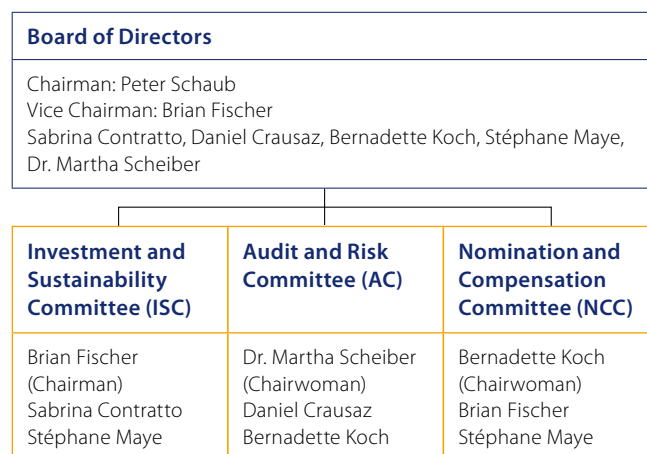 Board of Directors
Chairman: Peter Schaub
Vice Chairman: Brian Fischer
Sabrina Contratto, Daniel Crausaz, Bernadette Koch, Stéphane Maye,
Dr. Martha Scheiber
Investment and
Sustainability
Committee (ISC)
Brian Fischer
(Chairman)
Sabrina Contratto
Stéphane Maye
Audit and Risk
Committee (AC)
Dr. Martha Scheiber
(Chairwoman)
Daniel Crausaz
Bernadette Koch
Nomination and
Compensation
Committee (NCC)
Bernadette Koch
(Chairwoman)
Brian Fischer
Stéphane Maye